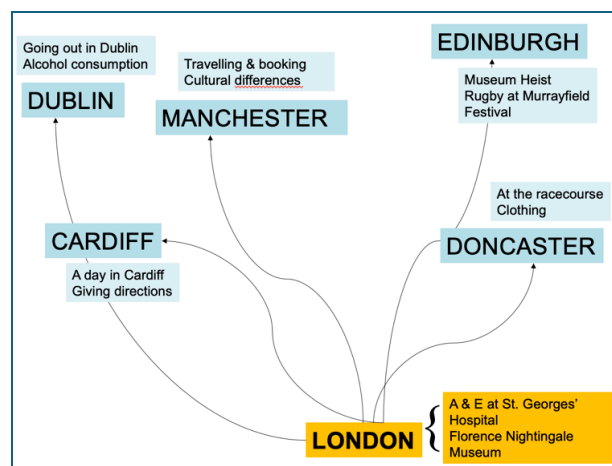 Going out in Dublin
Alcohol consumption
DUBLIN
Travelling & booking
Cultural differences
MANCHESTER
EDINBURGH
Museum Heist
Rugby at Murrayfield
Festival
At the racecourse
Clothing
DONCASTER
CARDIFF
A day in Cardiff
Giving directions
LONDON
A & E at St. Georges’
Hospital
Florence Nightingale
Museum